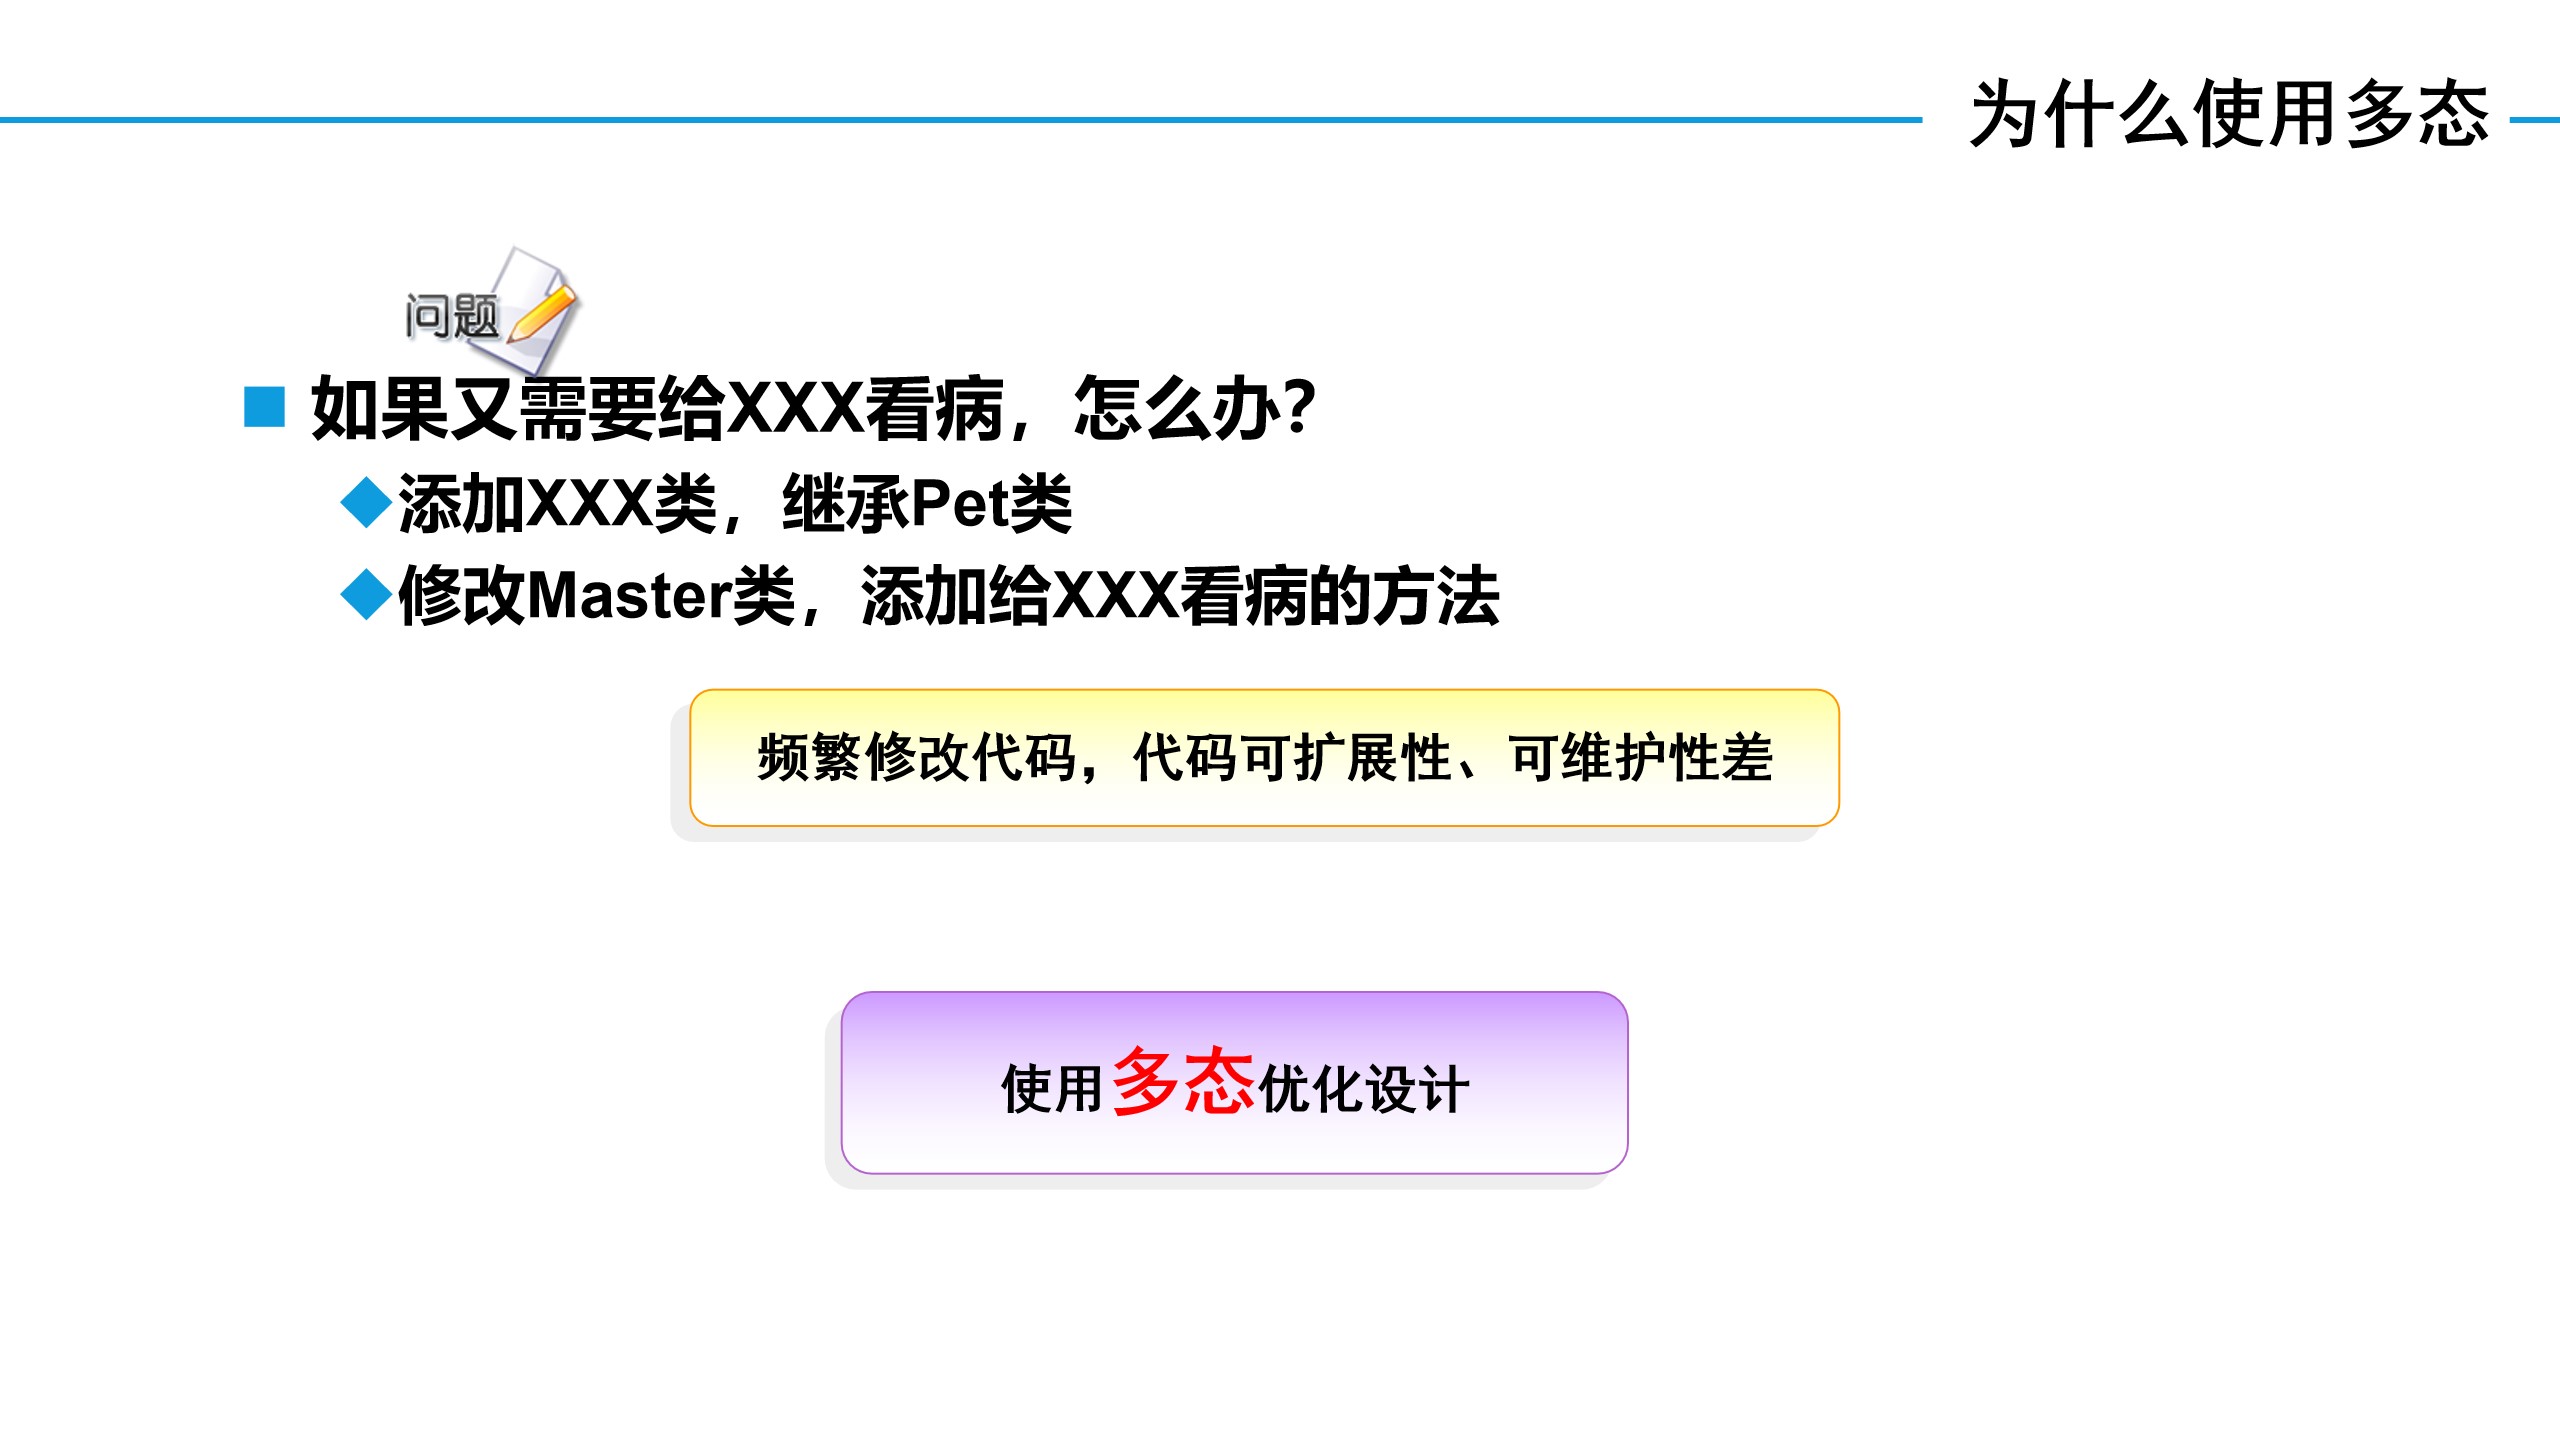 为什么使用多态
问题
如果又需要给XXX看病，怎么办？
添加XXX类，继承Pet类
修改Master类，添加给XXX看病的方法
频繁修改代码，代码可扩展性、可维护性差
使用多态优化设计